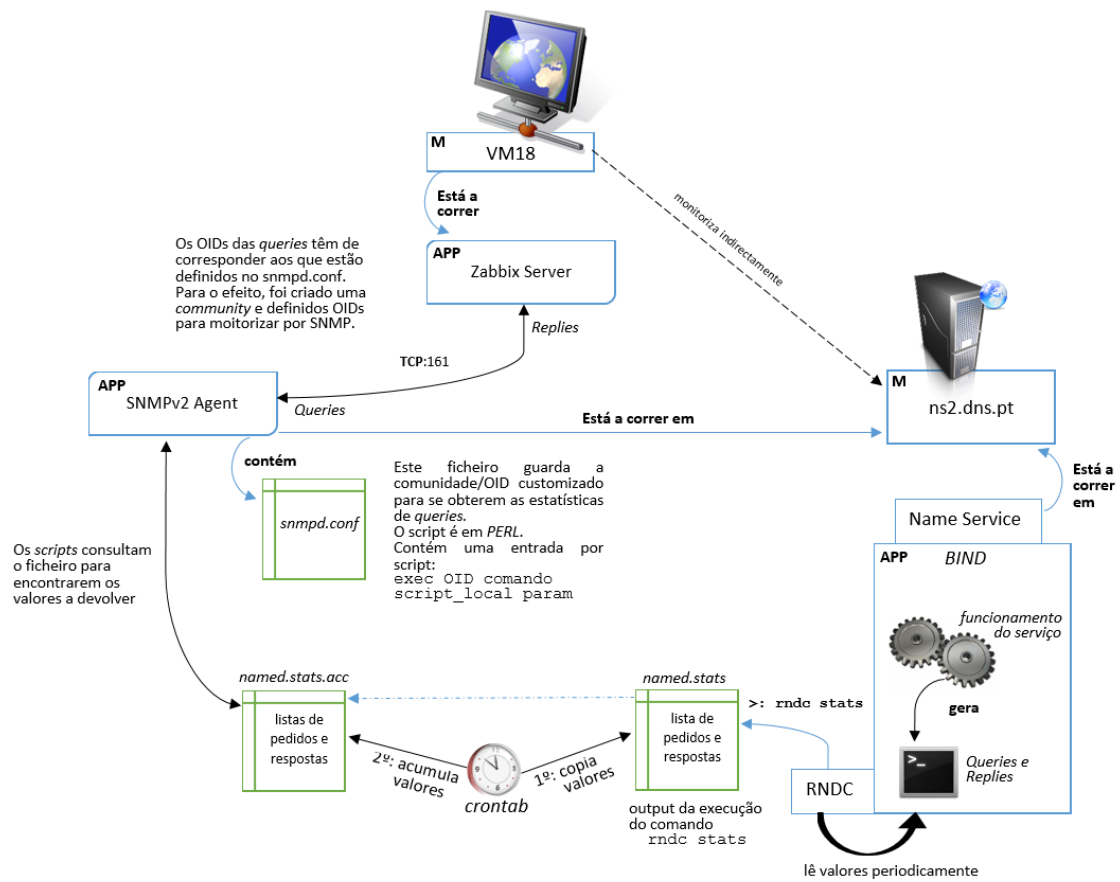 M
VM18
Está a
correr
monitoriza indirectamente
Os OIDs das queries têm de
corresponder aos que estão
definidos no snmpd.conf.
Para o efeito, foi criado uma
community e definidos OIDs
para moitorizar por SNMP.
APP
Zabbix Server
Replies
TCP:161
APP
SNMPv2 Agent
Queries
M
ns2.dns.pt
Está a correr em
contém
snmpd.conf
Este ficheiro guarda a
comunidade/OID customizado
para se obterem as estatísticas
de queries.
O script é em PERL.
Contém uma entrada por
script:
exec OID comando
script_local param
Está a
correr
em
Name Service
APP
BIND
funcionamento
do serviço
gera
Queries e
Replies
Os scripts consultam
o ficheiro para
encontrarem os
valores a devolver
named.stats.acc
listas de
pedidos e
respostas
2º: acumula
valores
crontab
1º: copia
valores
named.stats
lista de
pedidos e
respostas
>: rndc stats
output da execução
do comando
rndc stats
RNDC
>_
lê valores periodicamente